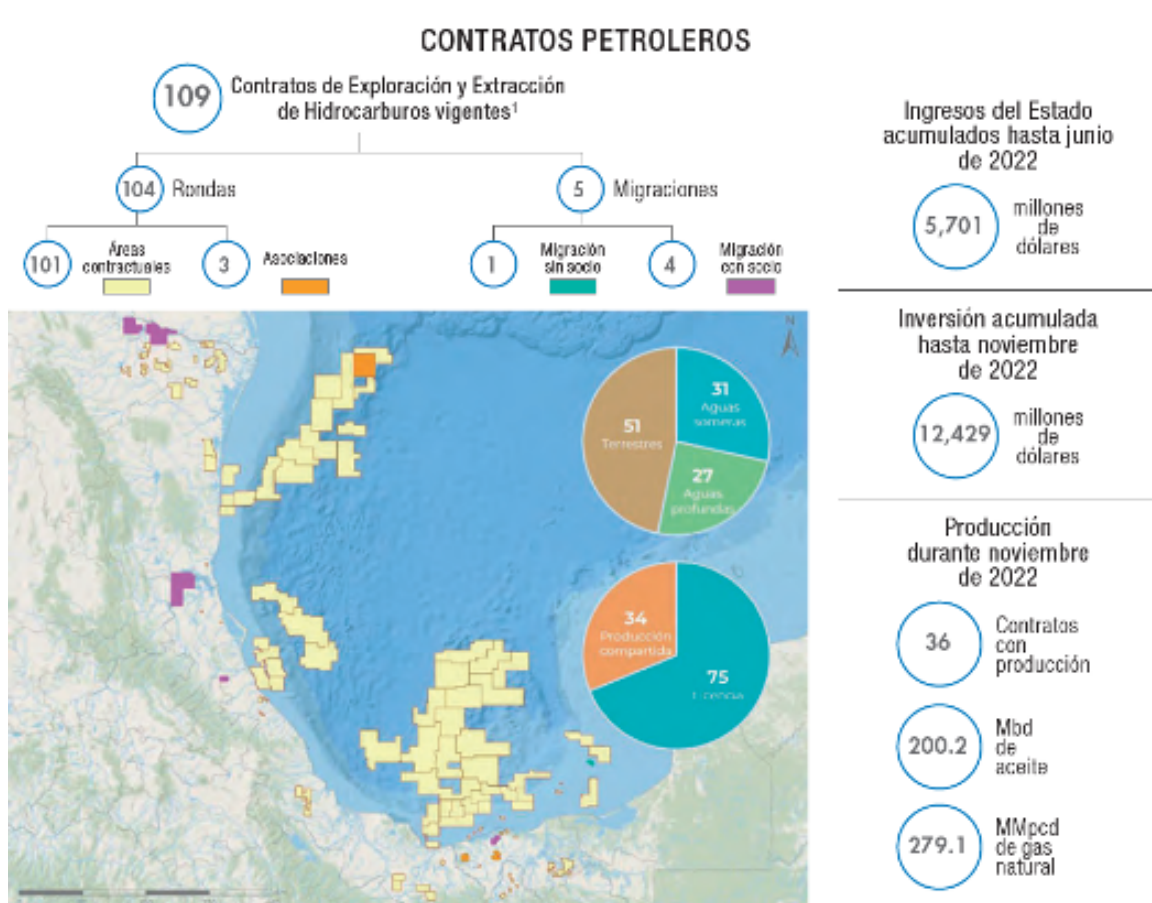 CONTRATOS PETROLEROS
109
Contratos de Exploración y Extracción
de Hidrocarburos vigentes¹
104 Rondas
5 Migraciones
101
Áreas
contractuales
3
Asociaciones
1
Migración
sin socio
4
Migración
con socio
N
31
Aguas
someras
51
Terrestres
27
Aguas
profundas
34
Producción
compartida
75
Licencia
Ingresos del Estado
acumulados hasta junio
de 2022
5,701
millones
de
dólares
Inversión acumulada
hasta noviembre
de 2022
12,429
millones
de
dólares
Producción
durante noviembre
de 2022
36
Contratos
con
producción
200.2
Mbd
de
aceite
279.1
MMpcd
de gas
natural